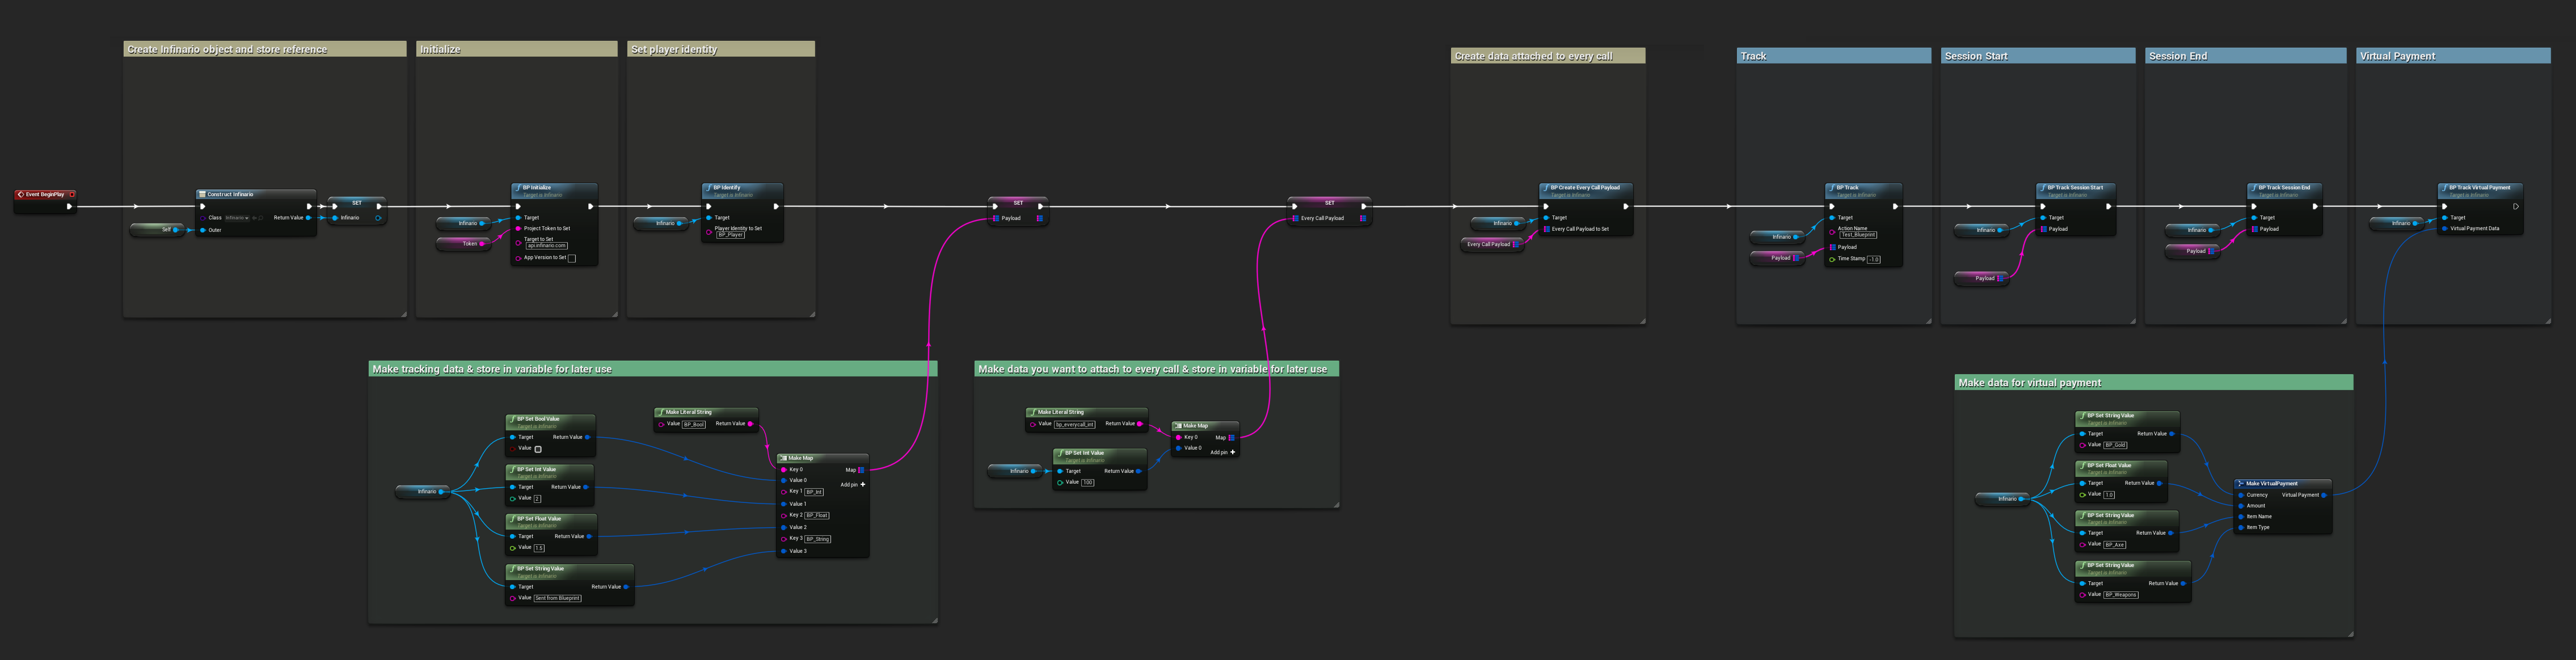 Create Infinario object and store reference
Initialize
Set player identity
Create data attached to every call
Track
Session Start
Session End
Virtual Payment
Event BeginPlay
Construct Infinario
Class Infinario
Return Value
Outer
Self
SET
Infinario
BP Initialize
Target is Infinario
Target
Project Token to Set
Target to Set
api.infinario.com
App Version to Set
Infinario
Token
BP Identify
Target is Infinario
Target
Player Identity to Set
BP_Player
Infinario
SET
Payload
SET
Every Call Payload
BP Create Every Call Payload
Target is Infinario
Target
Every Call Payload to Set
Infinario
Every Call Payload
BP Track
Target is Infinario
Target
Action Name
Test_Blueprint
Payload
Time Stamp -1.0
Infinario
Payload
BP Track Session Start
Target is Infinario
Target
Payload
Infinario
Payload
BP Track Session End
Target is Infinario
Target
Payload
Infinario
Payload
BP Track Virtual Payment
Target is Infinario
Target
Virtual Payment Data
Infinario
Make tracking data & store in variable for later use
Infinario
BP Set Bool Value
Target is Infinario
Target Return Value
Value
BP Set Int Value
Target is Infinario
Target Return Value
Value 2
BP Set Float Value
Target is Infinario
Target Return Value
Value 1.5
BP Set String Value
Target is Infinario
Target Return Value
Value Sent from Blueprint
Make Literal String
Value BP_Bool Return Value
Make Map
Key 0 Map
Value 0 Add pin +
Key 1 BP_Int
Value 1
Key 2 BP_Float
Value 2
Key 3 BP_String
Value 3
Make data you want to attach to every call & store in variable for later use
Make Literal String
Value bp_everycall_int Return Value
Infinario
BP Set Int Value
Target is Infinario
Target Return Value
Value 100
Make Map
Key 0 Map
Value 0 Add pin +
Make data for virtual payment
Infinario
BP Set String Value
Target is Infinario
Target Return Value
Value BP_Gold
BP Set Float Value
Target is Infinario
Target Return Value
Value 1.0
BP Set String Value
Target is Infinario
Target Return Value
Value BP_Axe
BP Set String Value
Target is Infinario
Target Return Value
Value BP_Weapons
Make VirtualPayment
Currency Virtual Payment
Amount
Item Name
Item Type